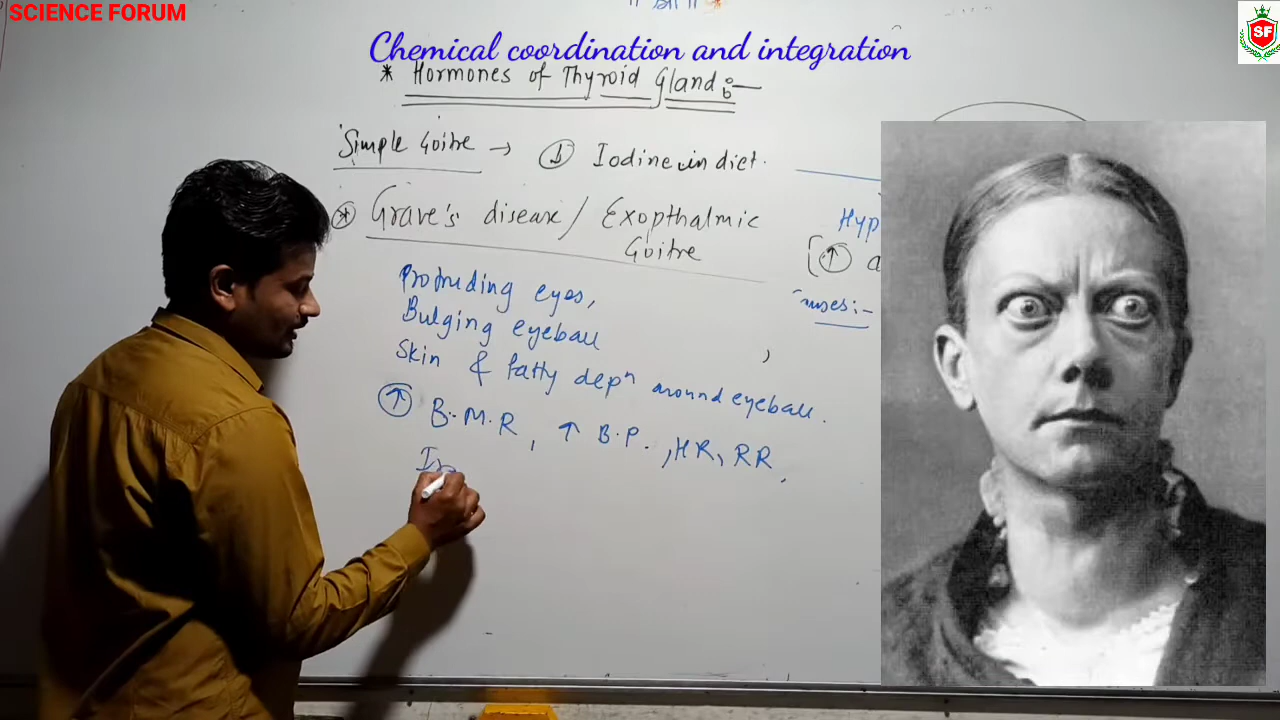 SCIENCE FORUM
SF
Chemical coordination and integration
* Hormones of Thyroid Gland :—
Simple Goitre → ↓ Iodine in diet.
* Grave's disease / Exopthalmic
Goitre
Hyp
[↑ a
Protruding eyes,
uses:-
Bulging eyeball
Skin & fatty depⁿ around eyeball.
↑ B.M.R, ↑ B.P., HR, RR